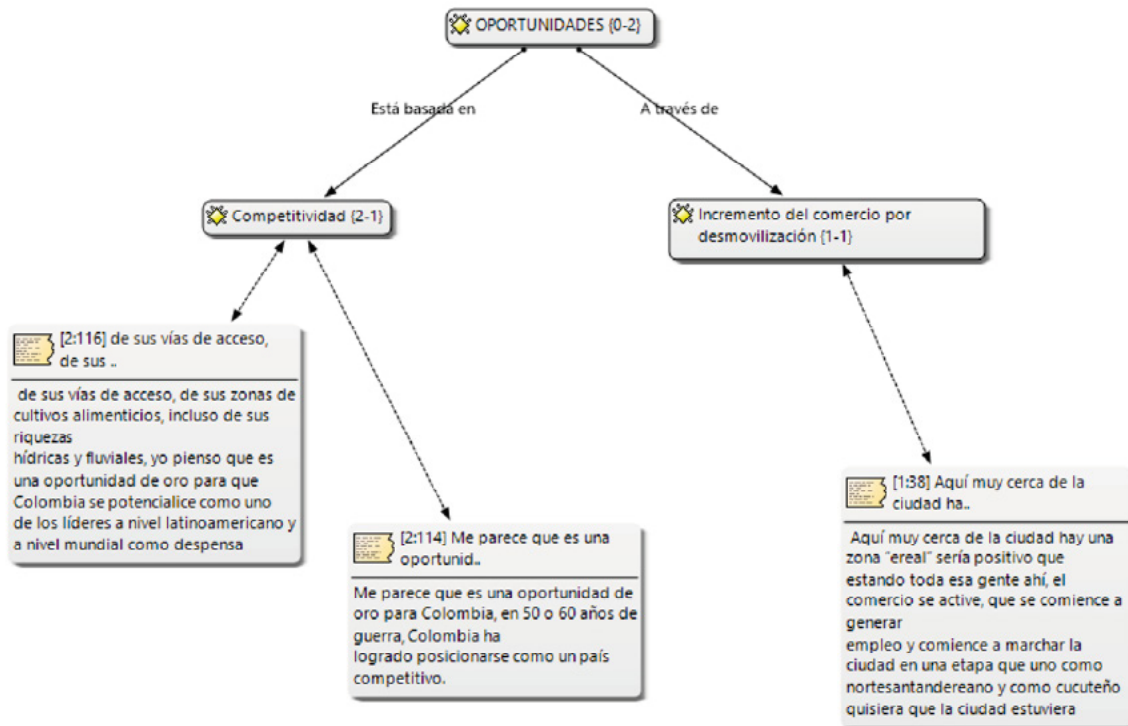 OPORTUNIDADES {0-2}
Está basada en
A través de
Competitividad {2-1}
Incremento del comercio por
desmovilización {1-1}
[2:116] de sus vías de acceso,
de sus ..
de sus vías de acceso, de sus zonas de
cultivos alimenticios, incluso de sus
riquezas
hídricas y fluviales, yo pienso que es
una oportunidad de oro para que
Colombia se potencialice como uno
de los líderes a nivel latinoamericano y
a nivel mundial como despensa
[2:114] Me parece que es una
oportunid..
Me parece que es una oportunidad de
oro para Colombia, en 50 o 60 años de
guerra, Colombia ha
logrado posicionarse como un país
competitivo.
[1:38] Aquí muy cerca de la
ciudad ha..
Aquí muy cerca de la ciudad hay una
zona "ereal" sería positivo que
estando toda esa gente ahí, el
comercio se active, que se comience a
generar
empleo y comience a marchar la
ciudad en una etapa que uno como
nortesantandereano y como cucuteño
quisiera que la ciudad estuviera